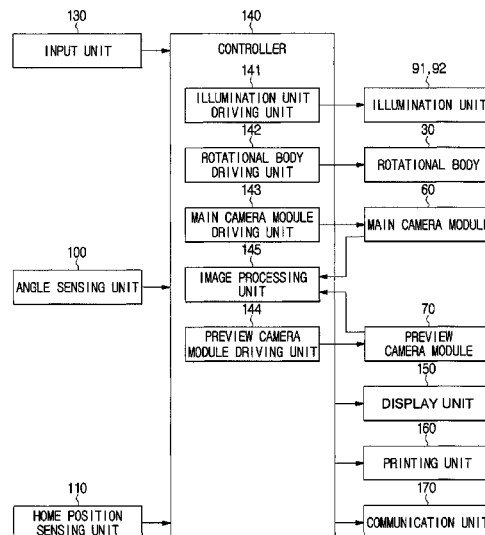 130
INPUT UNIT
140
CONTROLLER
141
ILLUMINATION UNIT
DRIVING UNIT
91,92
ILLUMINATION UNIT
142
ROTATIONAL BODY
DRIVING UNIT
30
ROTATIONAL BODY
143
MAIN CAMERA MODULE
DRIVING UNIT
60
MAIN CAMERA MODULE
100
ANGLE SENSING UNIT
145
IMAGE PROCESSING
UNIT
144
PREVIEW CAMERA
MODULE DRIVING UNIT
70
PREVIEW
CAMERA MODULE
150
DISPLAY UNIT
160
PRINTING UNIT
110
HOME POSITION
SENSING UNIT
170
COMMUNICATION UNIT